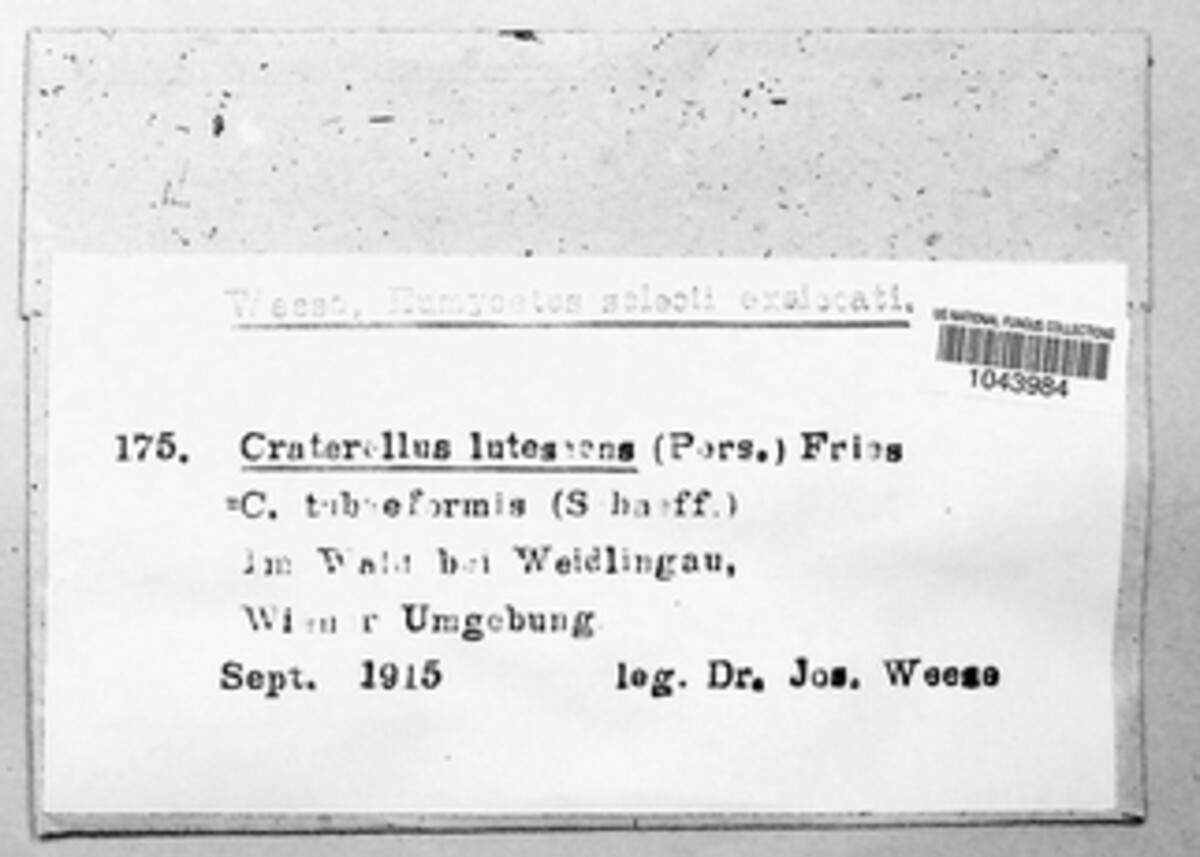 Weese, Eumycetes selecti exsiccati.
US NATIONAL FUNGUS COLLECTIONS
1043984
175. Craterellus lutescens (Pers.) Fries
=C. tubaeformis (Schaeff.)
Im Wald bei Weidlingau,
Wiener Umgebung.
Sept. 1915 leg. Dr. Jos. Weese